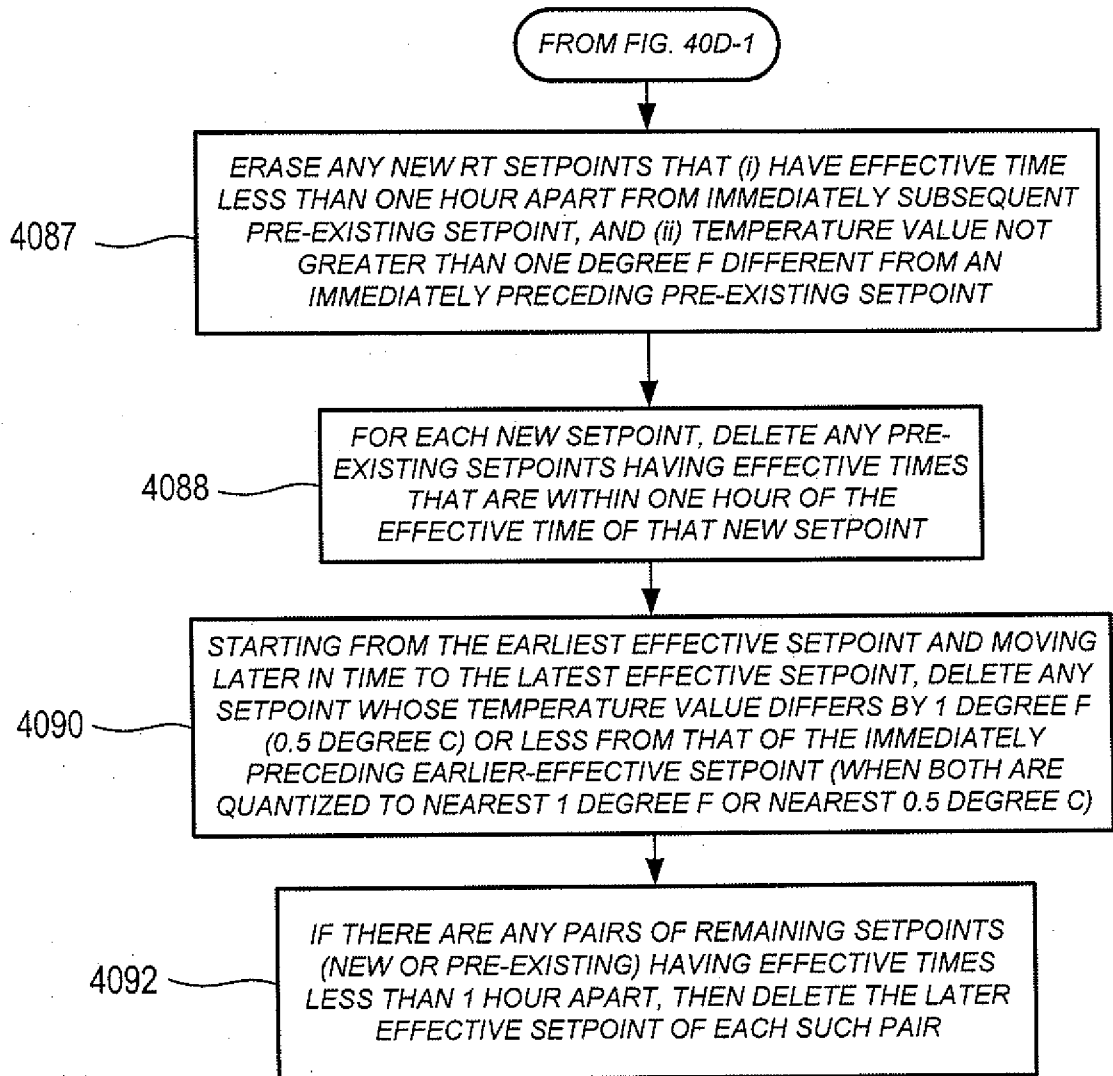 FROM FIG. 40D-1
ERASE ANY NEW RT SETPOINTS THAT (i) HAVE EFFECTIVE TIME
LESS THAN ONE HOUR APART FROM IMMEDIATELY SUBSEQUENT
PRE-EXISTING SETPOINT, AND (ii) TEMPERATURE VALUE NOT
GREATER THAN ONE DEGREE F DIFFERENT FROM AN
IMMEDIATELY PRECEDING PRE-EXISTING SETPOINT
4087
FOR EACH NEW SETPOINT, DELETE ANY PRE-
EXISTING SETPOINTS HAVING EFFECTIVE TIMES
THAT ARE WITHIN ONE HOUR OF THE
EFFECTIVE TIME OF THAT NEW SETPOINT
4088
STARTING FROM THE EARLIEST EFFECTIVE SETPOINT AND MOVING
LATER IN TIME TO THE LATEST EFFECTIVE SETPOINT, DELETE ANY
SETPOINT WHOSE TEMPERATURE VALUE DIFFERS BY 1 DEGREE F
(0.5 DEGREE C) OR LESS FROM THAT OF THE IMMEDIATELY
PRECEDING EARLIER-EFFECTIVE SETPOINT (WHEN BOTH ARE
QUANTIZED TO NEAREST 1 DEGREE F OR NEAREST 0.5 DEGREE C)
4090
IF THERE ARE ANY PAIRS OF REMAINING SETPOINTS
(NEW OR PRE-EXISTING) HAVING EFFECTIVE TIMES
LESS THAN 1 HOUR APART, THEN DELETE THE LATER
EFFECTIVE SETPOINT OF EACH SUCH PAIR
4092